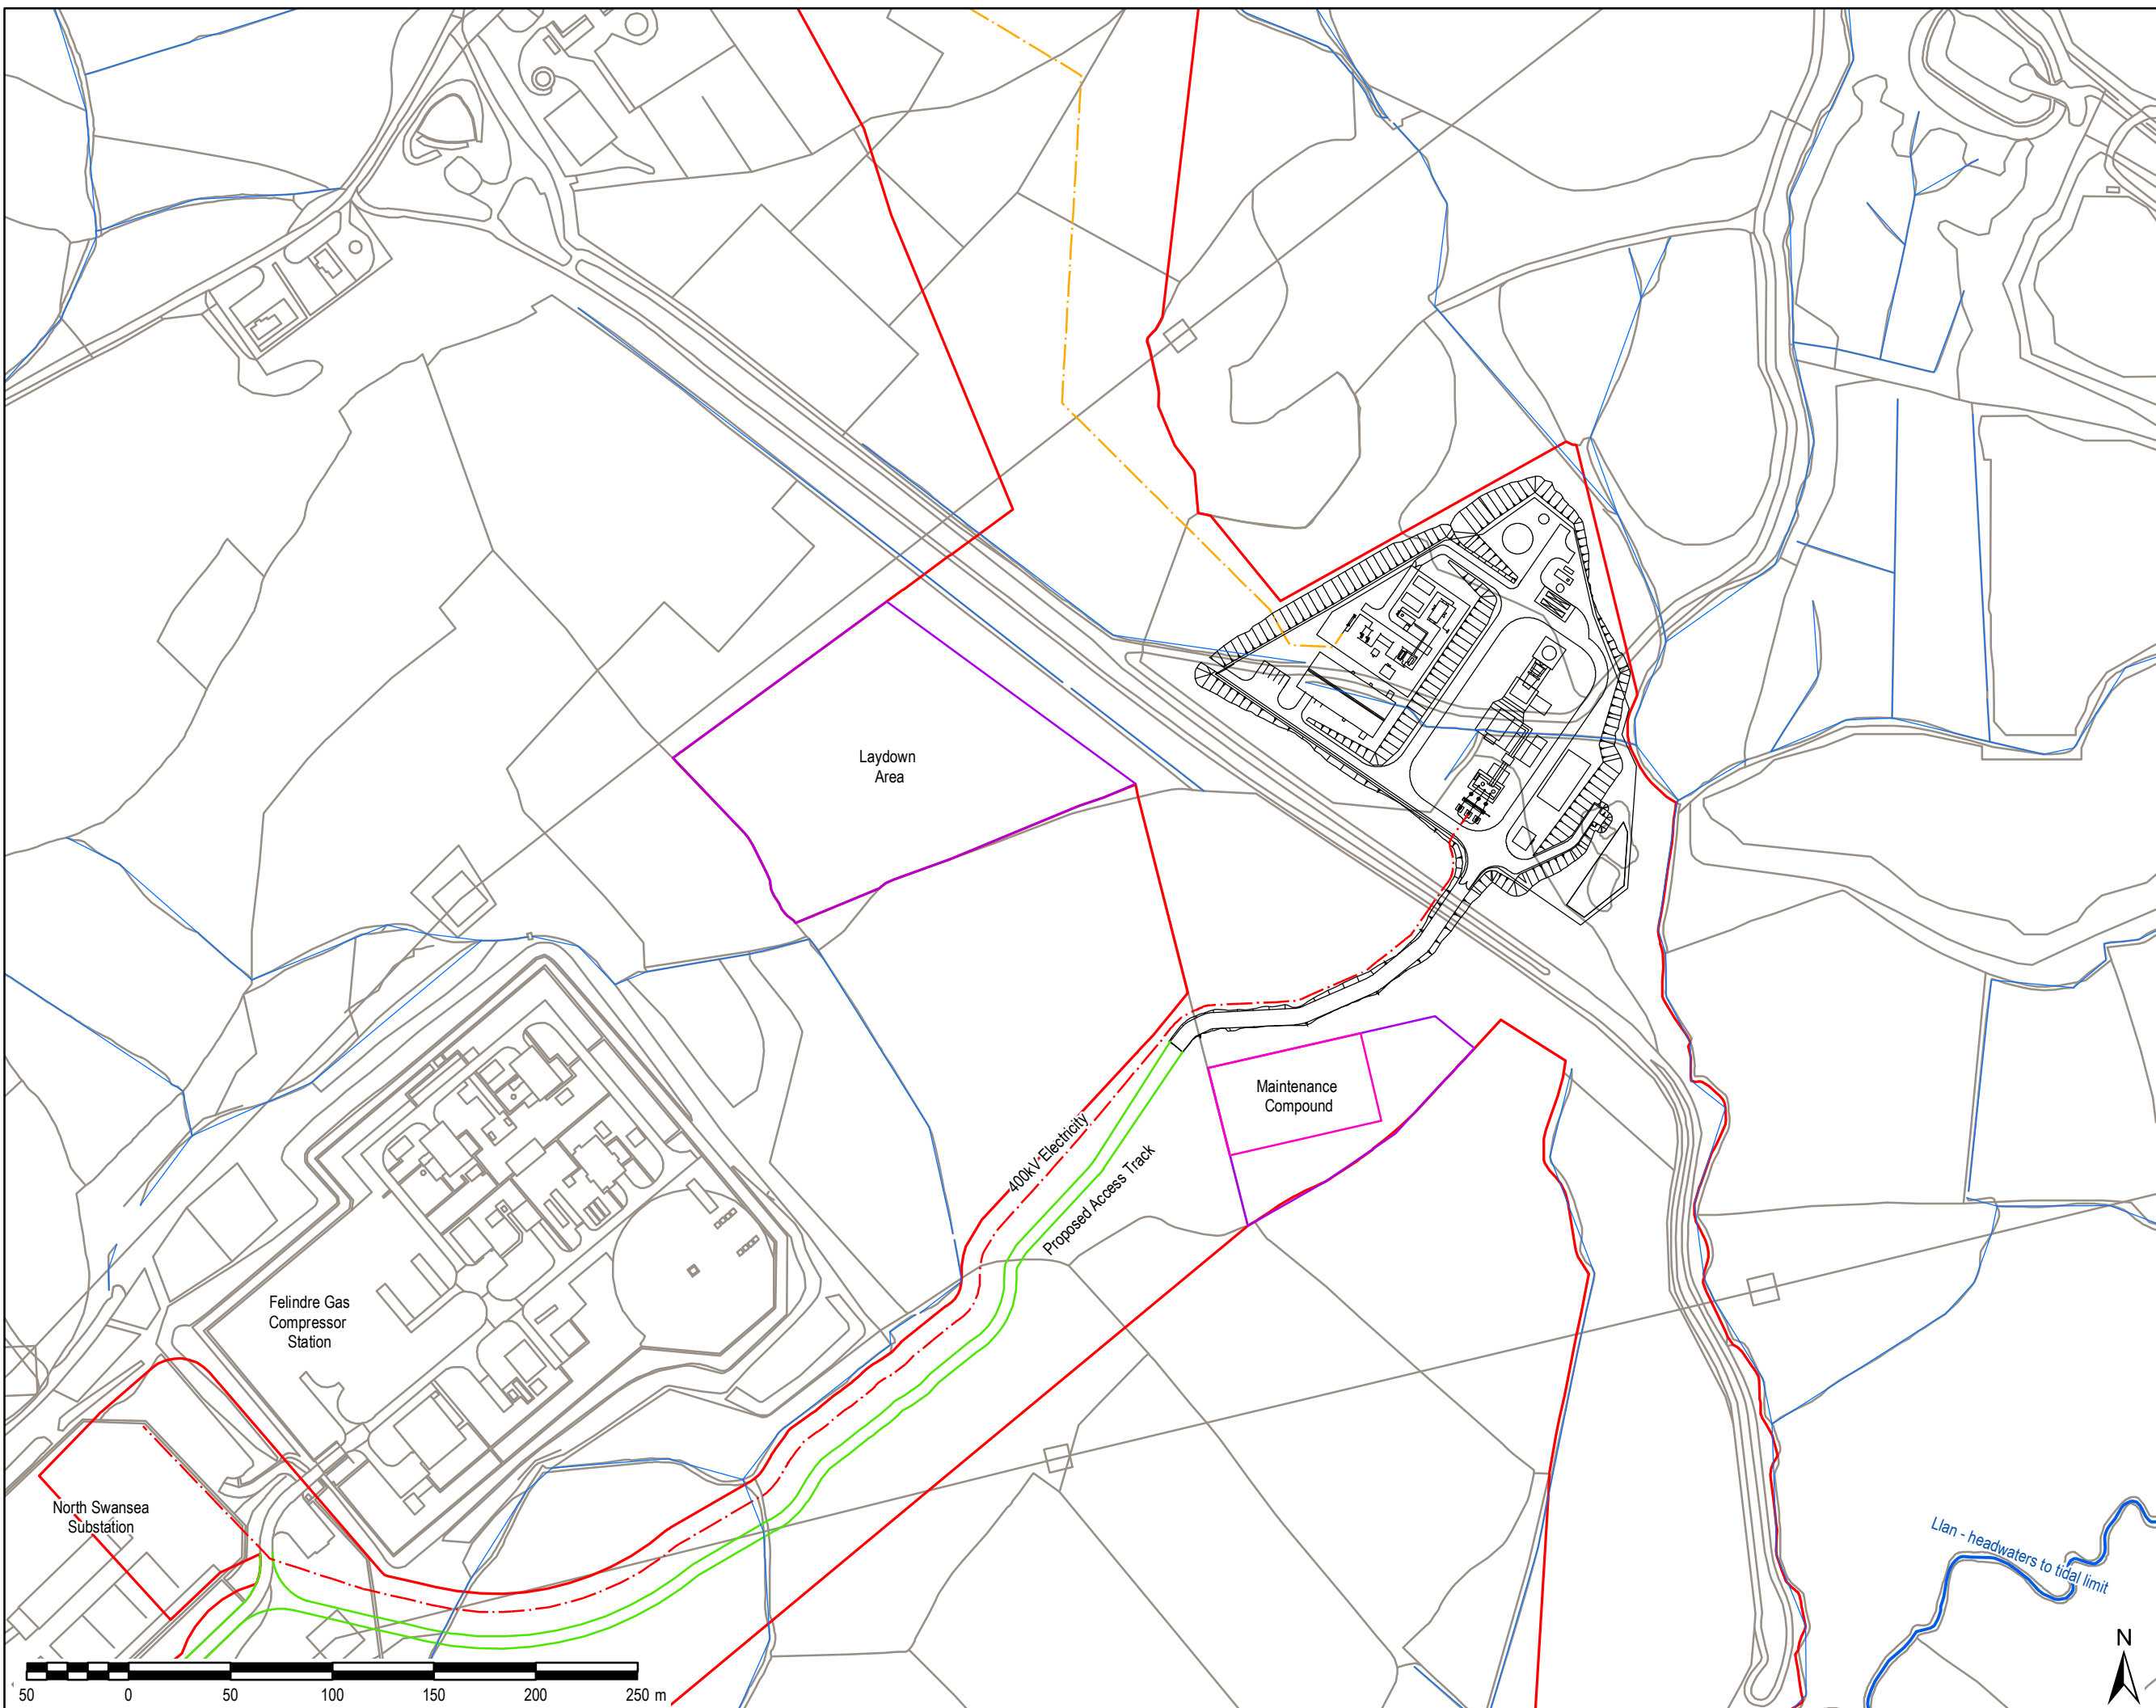 Laydown
Area
Maintenance
Compound
400kV Electricity
Proposed Access Track
Felindre Gas
Compressor
Station
North Swansea
Substation
Llan - headwaters to tidal limit
N
50 0 50 100 150 200 250 m